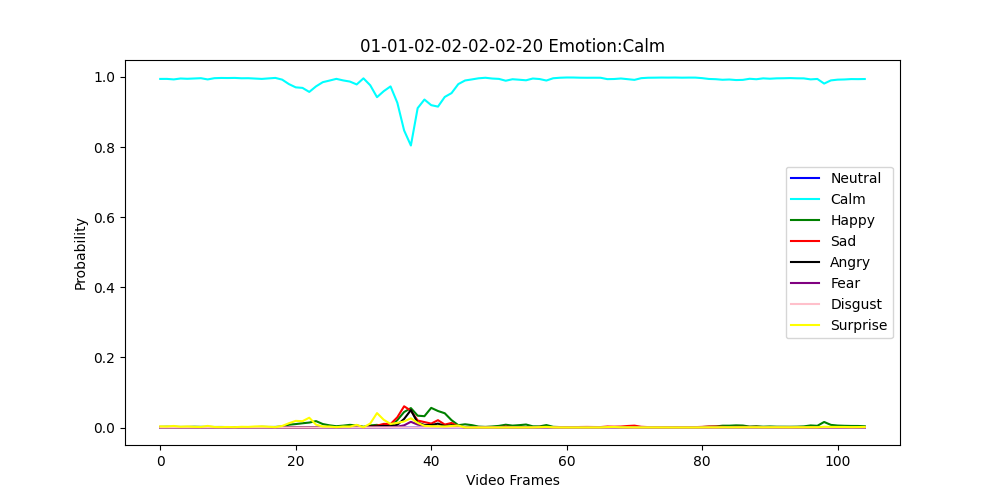 01-01-02-02-02-02-20 Emotion:Calm
Probability
1.0
0.8
0.6
0.4
0.2
0.0
Neutral
Calm
Happy
Sad
Angry
Fear
Disgust
Surprise
0 20 40 60 80 100
Video Frames